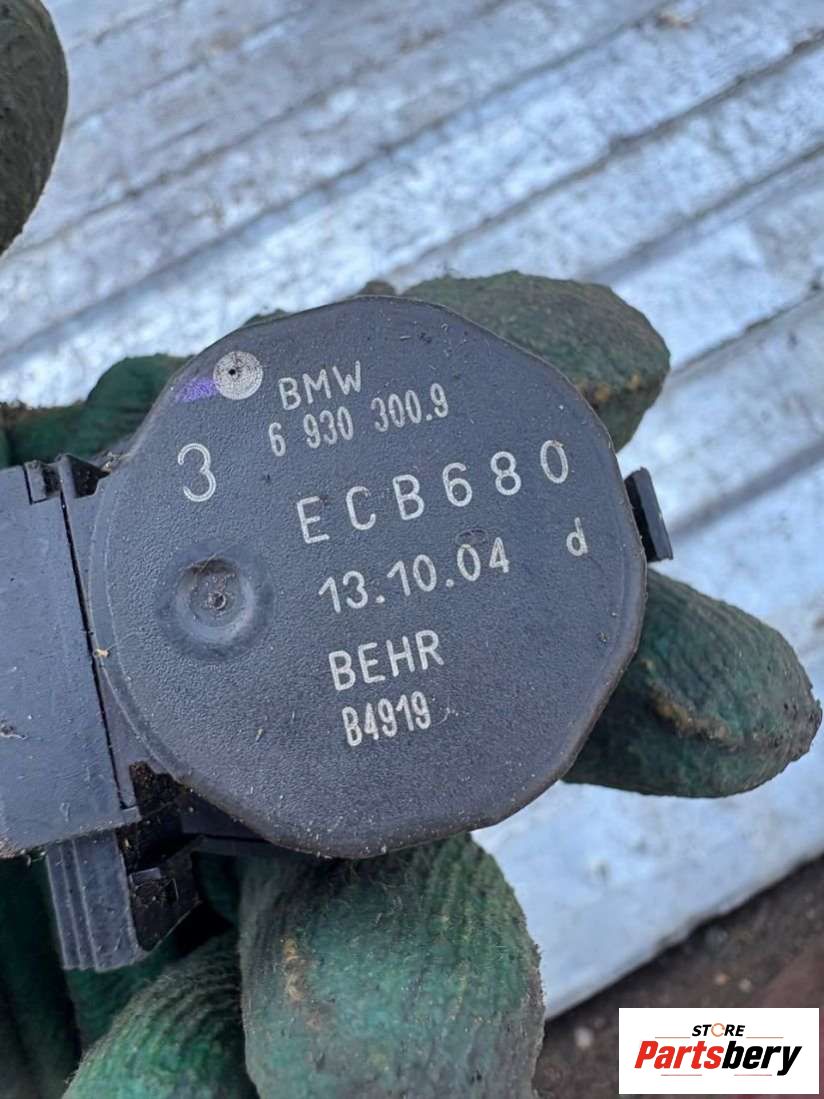 BMW
6 930 300.9
3
ECB680
13.10.04 d
BEHR
B4919
STORE
Partsbery